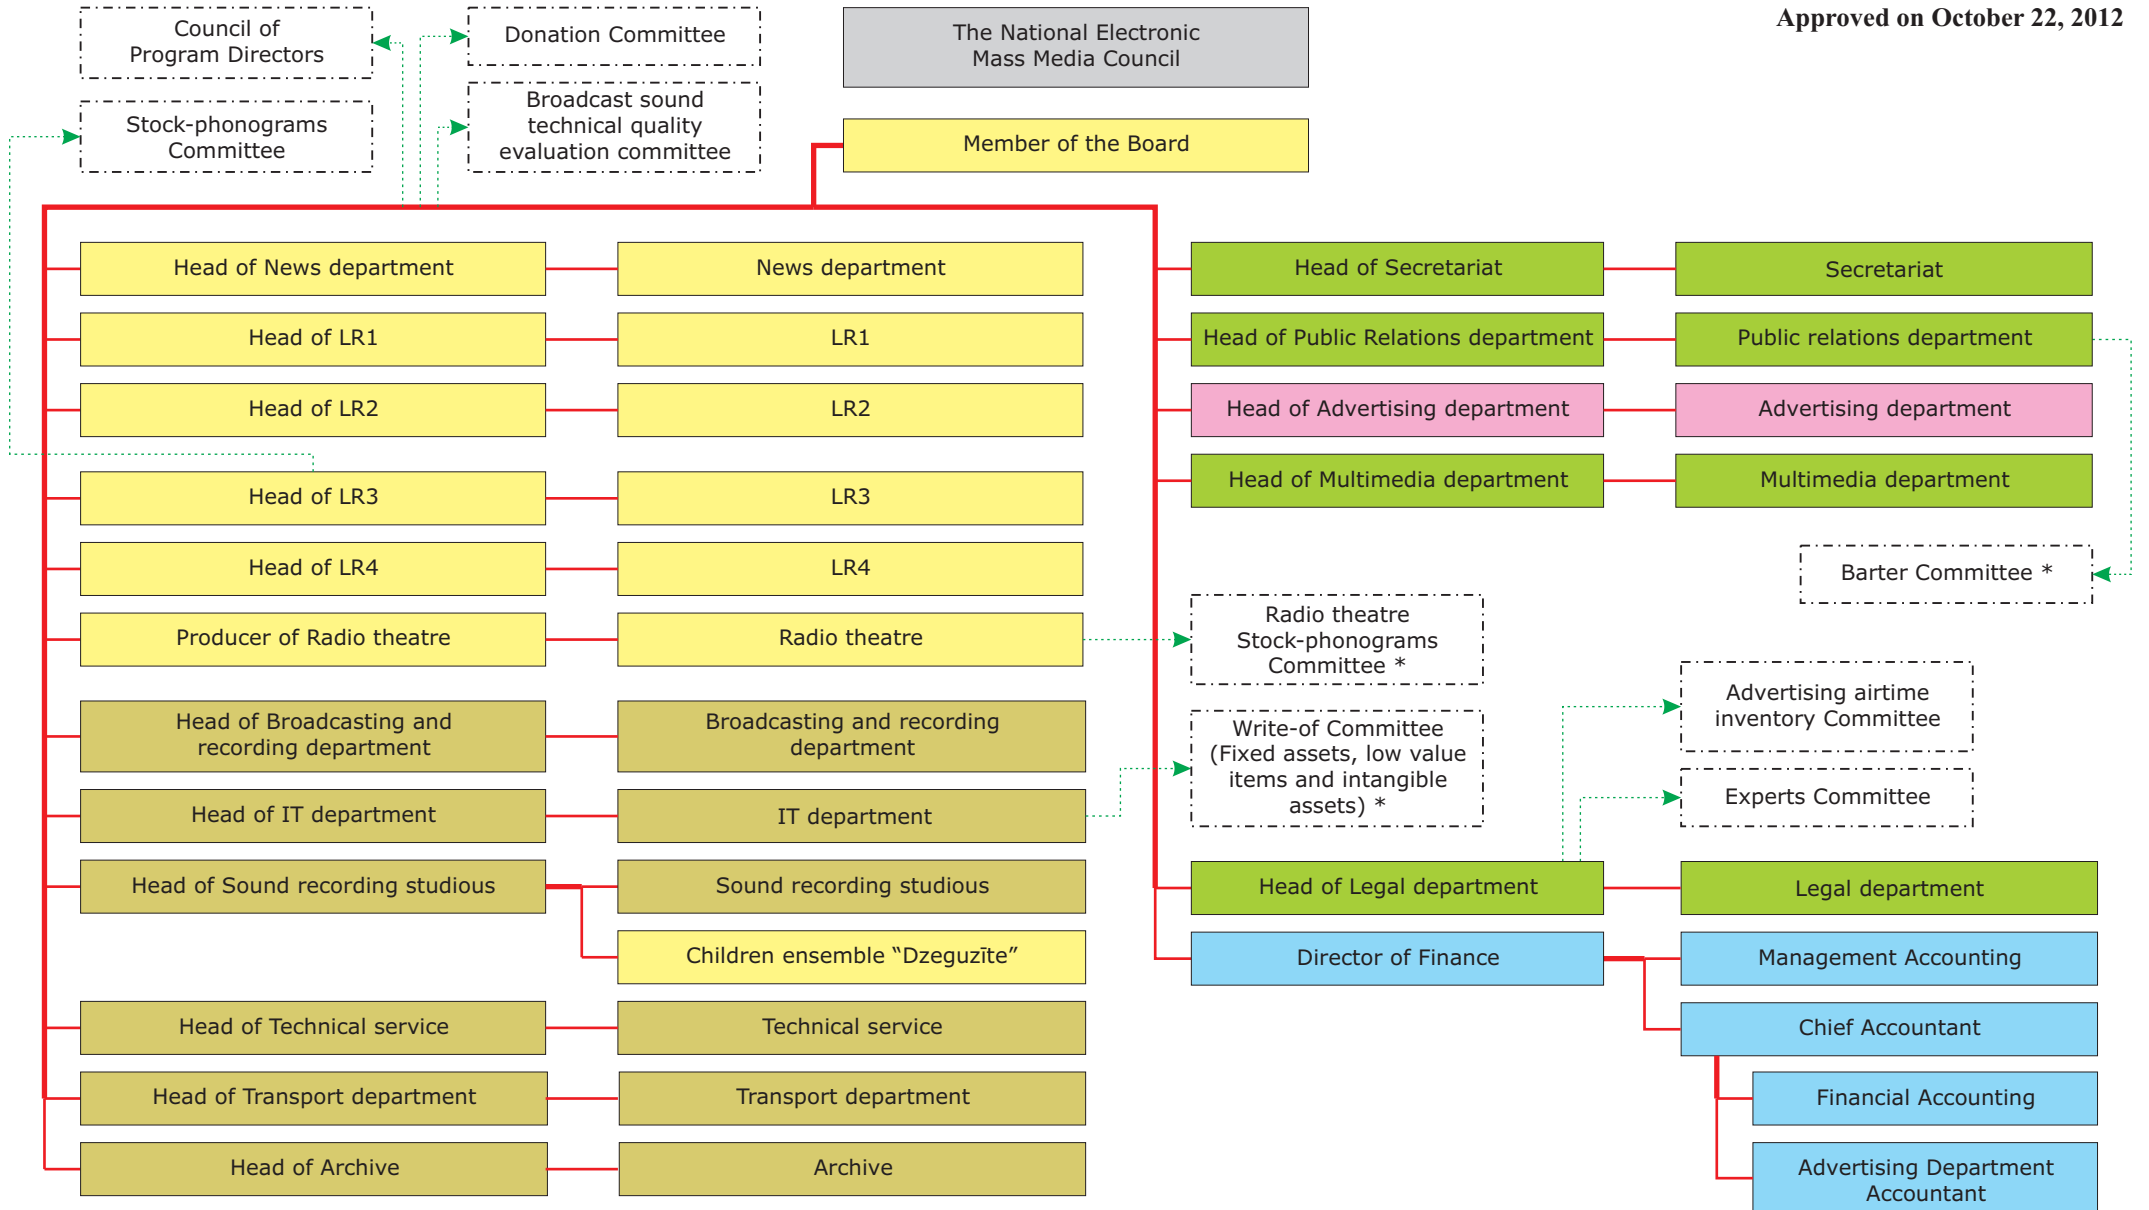 Approved on October 22, 2012
Council of
Program Directors
Donation Committee
The National Electronic
Mass Media Council
Stock-phonograms
Committee
Broadcast sound
technical quality
evaluation committee
Member of the Board
Head of News department
News department
Head of Secretariat
Secretariat
Head of LR1
LR1
Head of Public Relations department
Public relations department
Head of LR2
LR2
Head of Advertising department
Advertising department
Head of LR3
LR3
Head of Multimedia department
Multimedia department
Head of LR4
LR4
Barter Committee *
Producer of Radio theatre
Radio theatre
Radio theatre
Stock-phonograms
Committee *
Advertising airtime
inventory Committee
Head of Broadcasting and
recording department
Broadcasting and recording
department
Write-of Committee
(Fixed assets, low value
items and intangible
assets) *
Experts Committee
Head of IT department
IT department
Head of Sound recording studious
Sound recording studious
Head of Legal department
Legal department
Children ensemble “Dzeguzīte”
Director of Finance
Management Accounting
Head of Technical service
Technical service
Chief Accountant
Head of Transport department
Transport department
Financial Accounting
Head of Archive
Archive
Advertising Department
Accountant